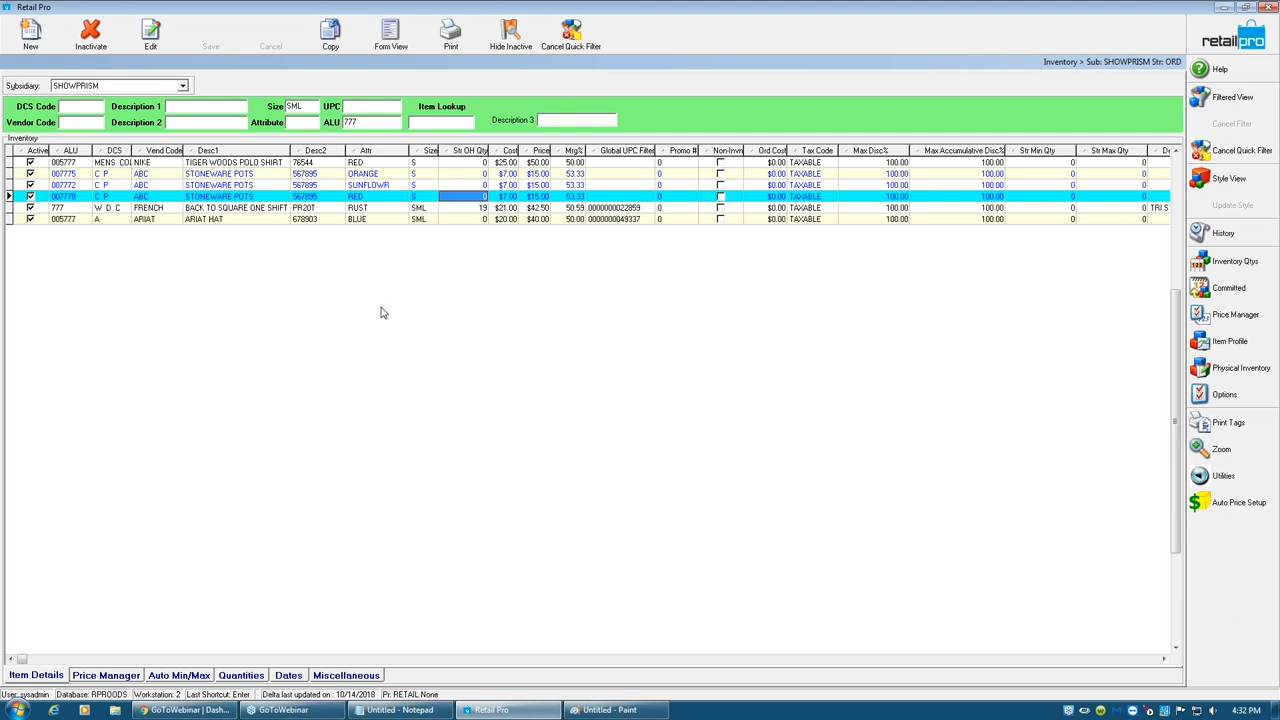 Retail Pro
New Inactivate Edit Save Cancel Copy Form View Print Hide Inactive Cancel Quick Filter
retailpro
Inventory > Sub: SHOWPRISM Str: ORD
Subsidiary: SHOWPRISM
DCS Code Description 1 Size SML UPC Item Lookup
Vendor Code Description 2 Attribute ALU 777 Description 3
Inventory
Active ALU DCS Vend Code Desc1 Desc2 Attr Size Str OH Qty Cost Price Mrg% Global UPC Filter Promo # Non-Invn Ord Cost Tax Code Max Disc% Max Accumulative Disc% Str Min Qty Str Max Qty De
005777 MENS COL NIKE TIGER WOODS POLO SHIRT 76544 RED S 0 $25.00 $50.00 50.00 0 $0.00 TAXABLE 100.00 100.00 0 0
007775 C P ABC STONEWARE POTS 567895 ORANGE S 0 $7.00 $15.00 53.33 0 $0.00 TAXABLE 100.00 100.00 0 0
007772 C P ABC STONEWARE POTS 567895 SUNFLOWR S 0 $7.00 $15.00 53.33 0 $0.00 TAXABLE 100.00 100.00 0 0
007778 C P ABC STONEWARE POTS 567895 RED S 0 $7.00 $15.00 53.33 0 $0.00 TAXABLE 100.00 100.00 0 0
777 W D C FRENCH BACK TO SQUARE ONE SHIFT PR20T RUST SML 19 $21.00 $42.50 50.59 0000000022859 0 $0.00 TAXABLE 100.00 100.00 0 0 TRI S
005777 A ARIAT ARIAT HAT 678903 BLUE SML 0 $20.00 $40.00 50.00 0000000049337 0 $0.00 TAXABLE 100.00 100.00 0 0
Help
Filtered View
Cancel Filter
Cancel Quick Filter
Style View
Update Style
History
Inventory Qtys
Committed
Price Manager
Item Profile
Physical Inventory
Options
Print Tags
Zoom
Utilities
Auto Price Setup
Item Details Price Manager Auto Min/Max Quantities Dates Miscellaneous
User: sysadmin Database: RPROODS Workstation: 2 Last Shortcut: Enter Delta last updated on : 10/14/2018 Pr: RETAIL None
GoToWebinar | Dash... GoToWebinar Untitled - Notepad Retail Pro Untitled - Paint 4:32 PM